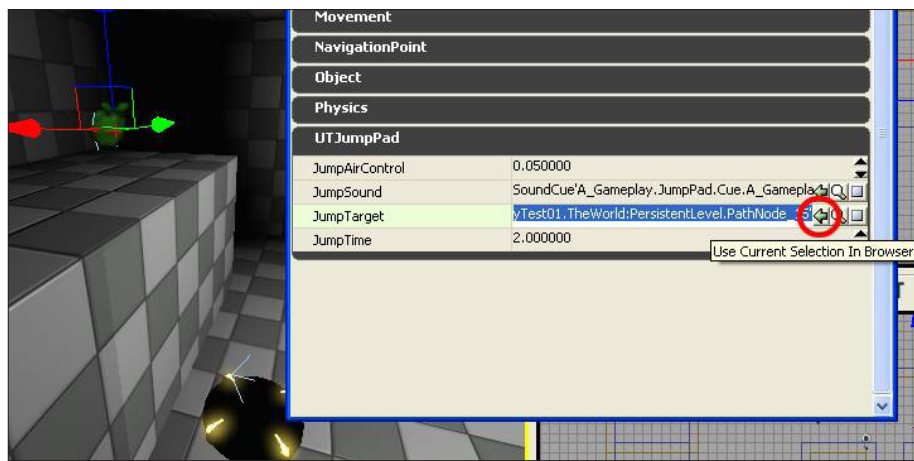 Movement
NavigationPoint
Object
Physics
UTJumpPad
JumpAirControl 0.050000
JumpSound SoundCue'A_Gameplay.JumpPad.Cue.A_Gamepla
JumpTarget yTest01.TheWorld:PersistentLevel.PathNode_
JumpTime 2.000000
Use Current Selection In Browser